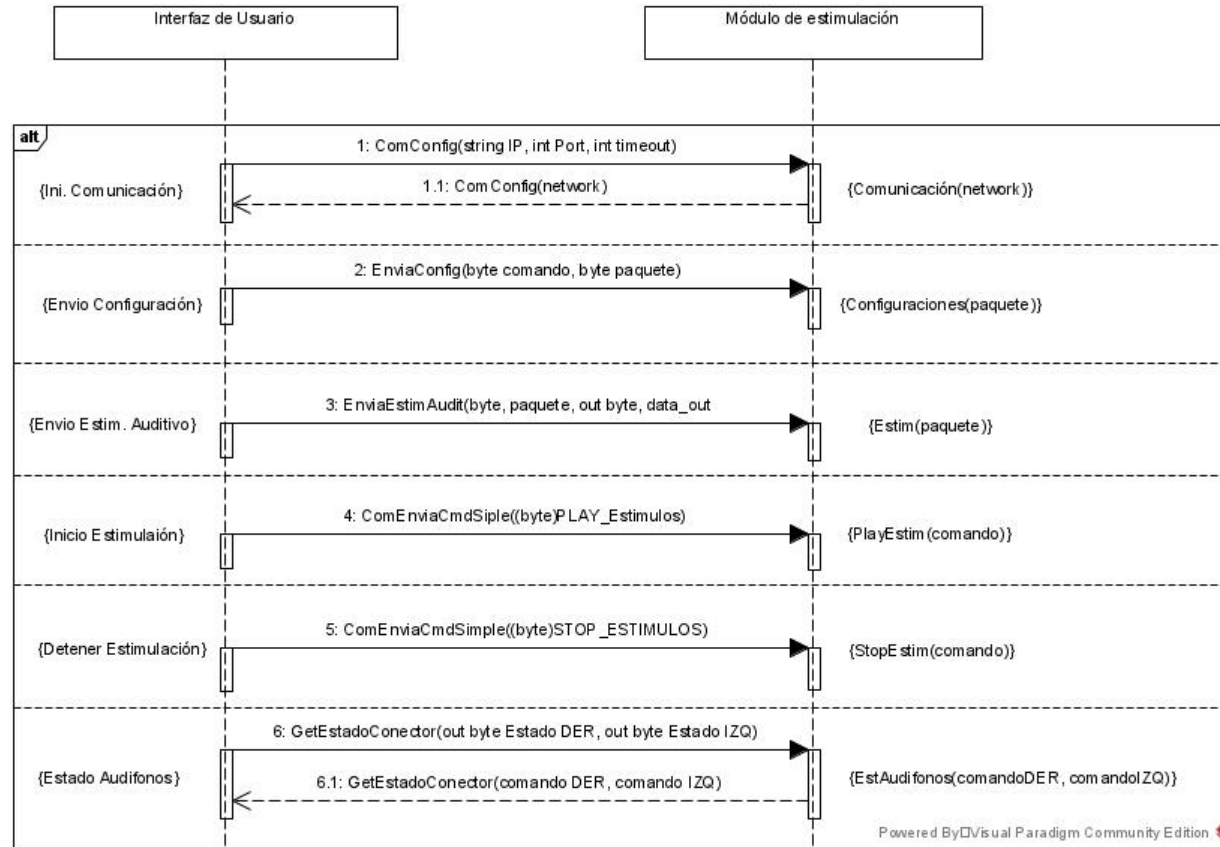 Interfaz de Usuario
Módulo de estimulación
alt
1: ComConfig(string IP, int Port, int timeout)
{Ini. Comunicación}
1.1: ComConfig(network)
{Comunicación(network)}
2: EnviaConfig(byte comando, byte paquete)
{Envio Configuración}
{Configuraciones(paquete)}
3: EnviaEstimAudit(byte, paquete, out byte, data_out
{Envio Estim. Auditivo}
{Estim(paquete)}
4: ComEnviaCmdSiple((byte)PLAY_Estimulos)
{Inicio Estimulaión}
{PlayEstim(comando)}
5: ComEnviaCmdSimple((byte)STOP_ESTIMULOS)
{Detener Estimulación}
{StopEstim(comando)}
6: GetEstadoConector(out byte Estado DER, out byte Estado IZQ)
{Estado Audifonos}
6.1: GetEstadoConector(comando DER, comando IZQ)
{EstAudifonos(comandoDER, comandoIZQ)}
Powered By□Visual Paradigm Community Edition